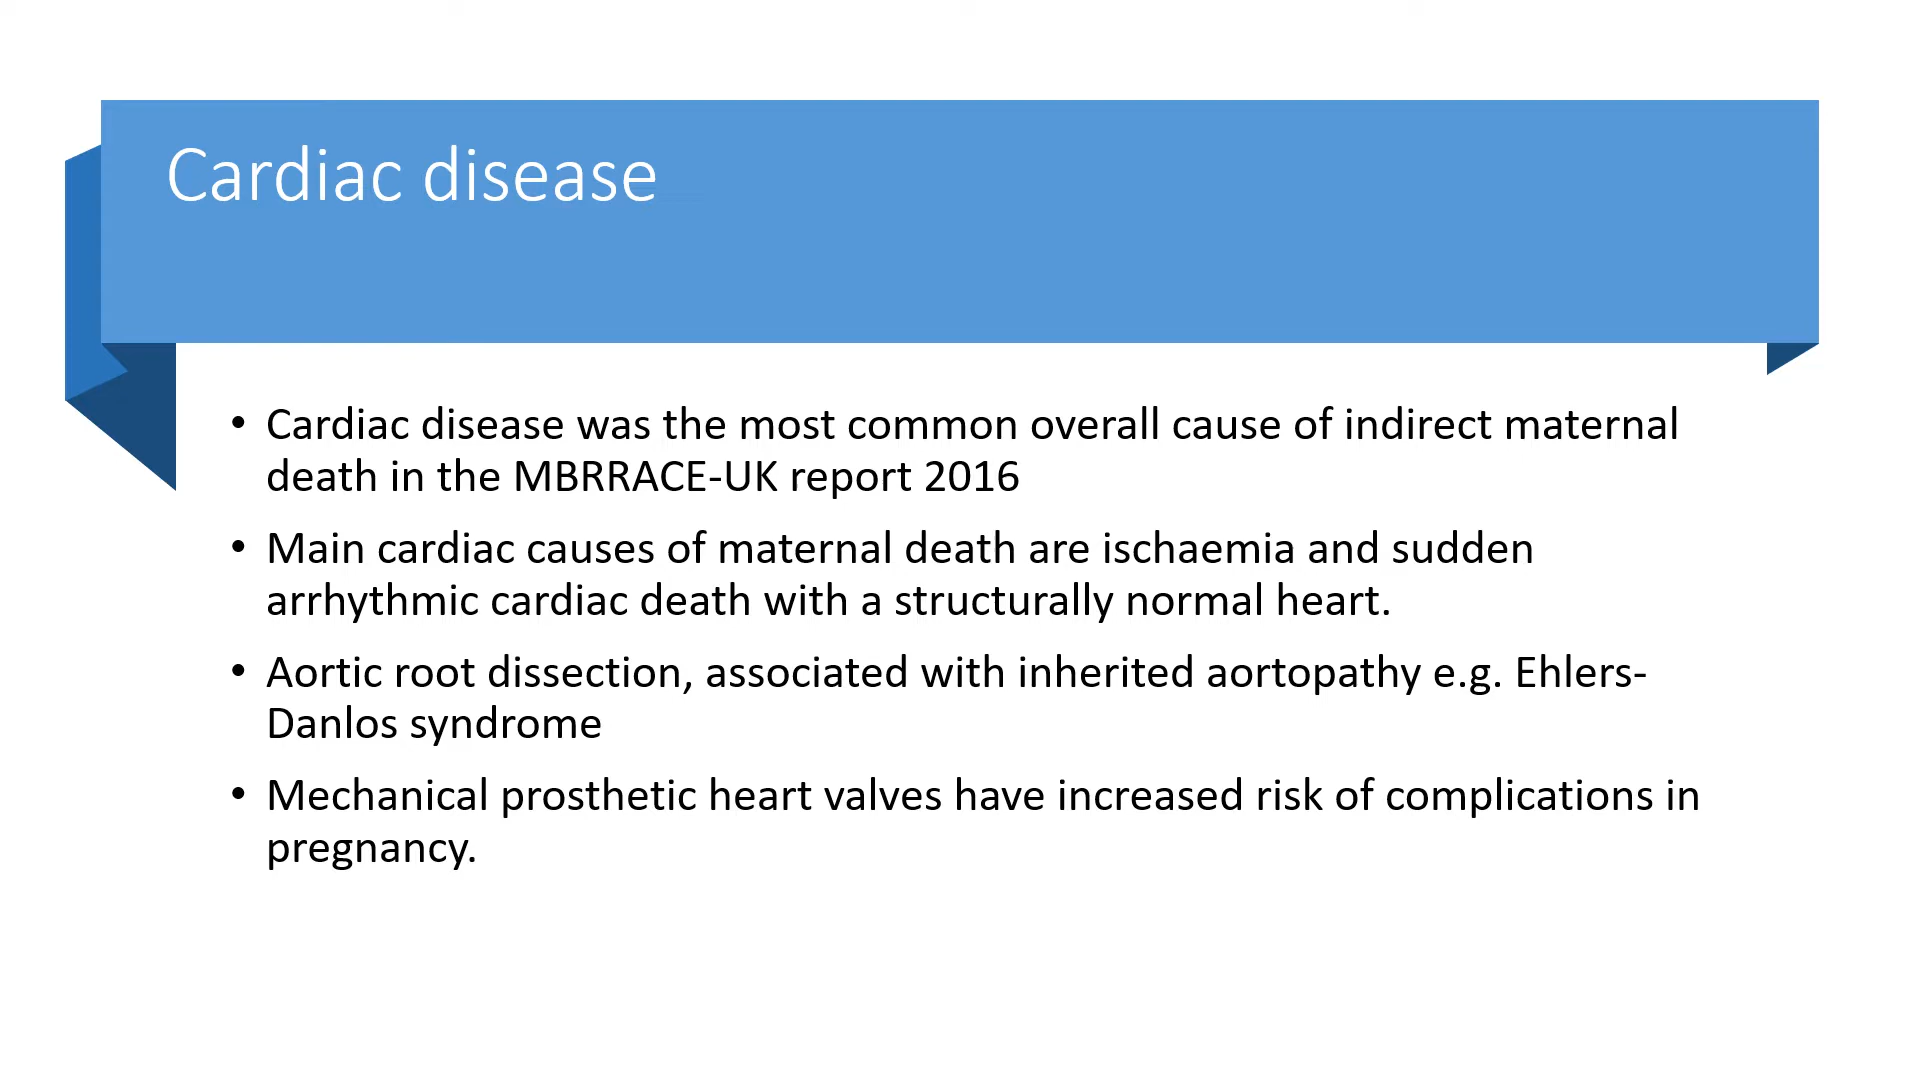 Cardiac disease
• Cardiac disease was the most common overall cause of indirect maternal
death in the MBRRACE-UK report 2016
• Main cardiac causes of maternal death are ischaemia and sudden
arrhythmic cardiac death with a structurally normal heart.
• Aortic root dissection, associated with inherited aortopathy e.g. Ehlers-
Danlos syndrome
• Mechanical prosthetic heart valves have increased risk of complications in
pregnancy.